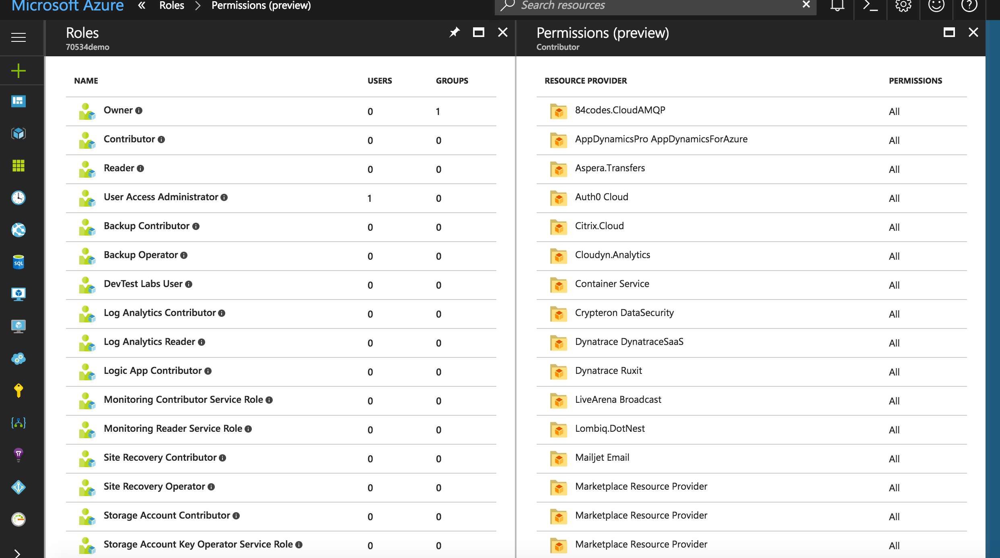 Microsoft Azure « Roles > Permissions (preview) Search resources
Roles
70534demo
NAME USERS GROUPS
Owner 0 1
Contributor 0 0
Reader 0 0
User Access Administrator 1 0
Backup Contributor 0 0
Backup Operator 0 0
DevTest Labs User 0 0
Log Analytics Contributor 0 0
Log Analytics Reader 0 0
Logic App Contributor 0 0
Monitoring Contributor Service Role 0 0
Monitoring Reader Service Role 0 0
Site Recovery Contributor 0 0
Site Recovery Operator 0 0
Storage Account Contributor 0 0
Storage Account Key Operator Service Role 0 0
Permissions (preview)
Contributor
RESOURCE PROVIDER PERMISSIONS
84codes.CloudAMQP All
AppDynamicsPro AppDynamicsForAzure All
Aspera.Transfers All
Auth0 Cloud All
Citrix.Cloud All
Cloudyn.Analytics All
Container Service All
Crypteron DataSecurity All
Dynatrace DynatraceSaaS All
Dynatrace Ruxit All
LiveArena Broadcast All
Lombiq.DotNest All
Mailjet Email All
Marketplace Resource Provider All
Marketplace Resource Provider All
Marketplace Resource Provider All
SQL